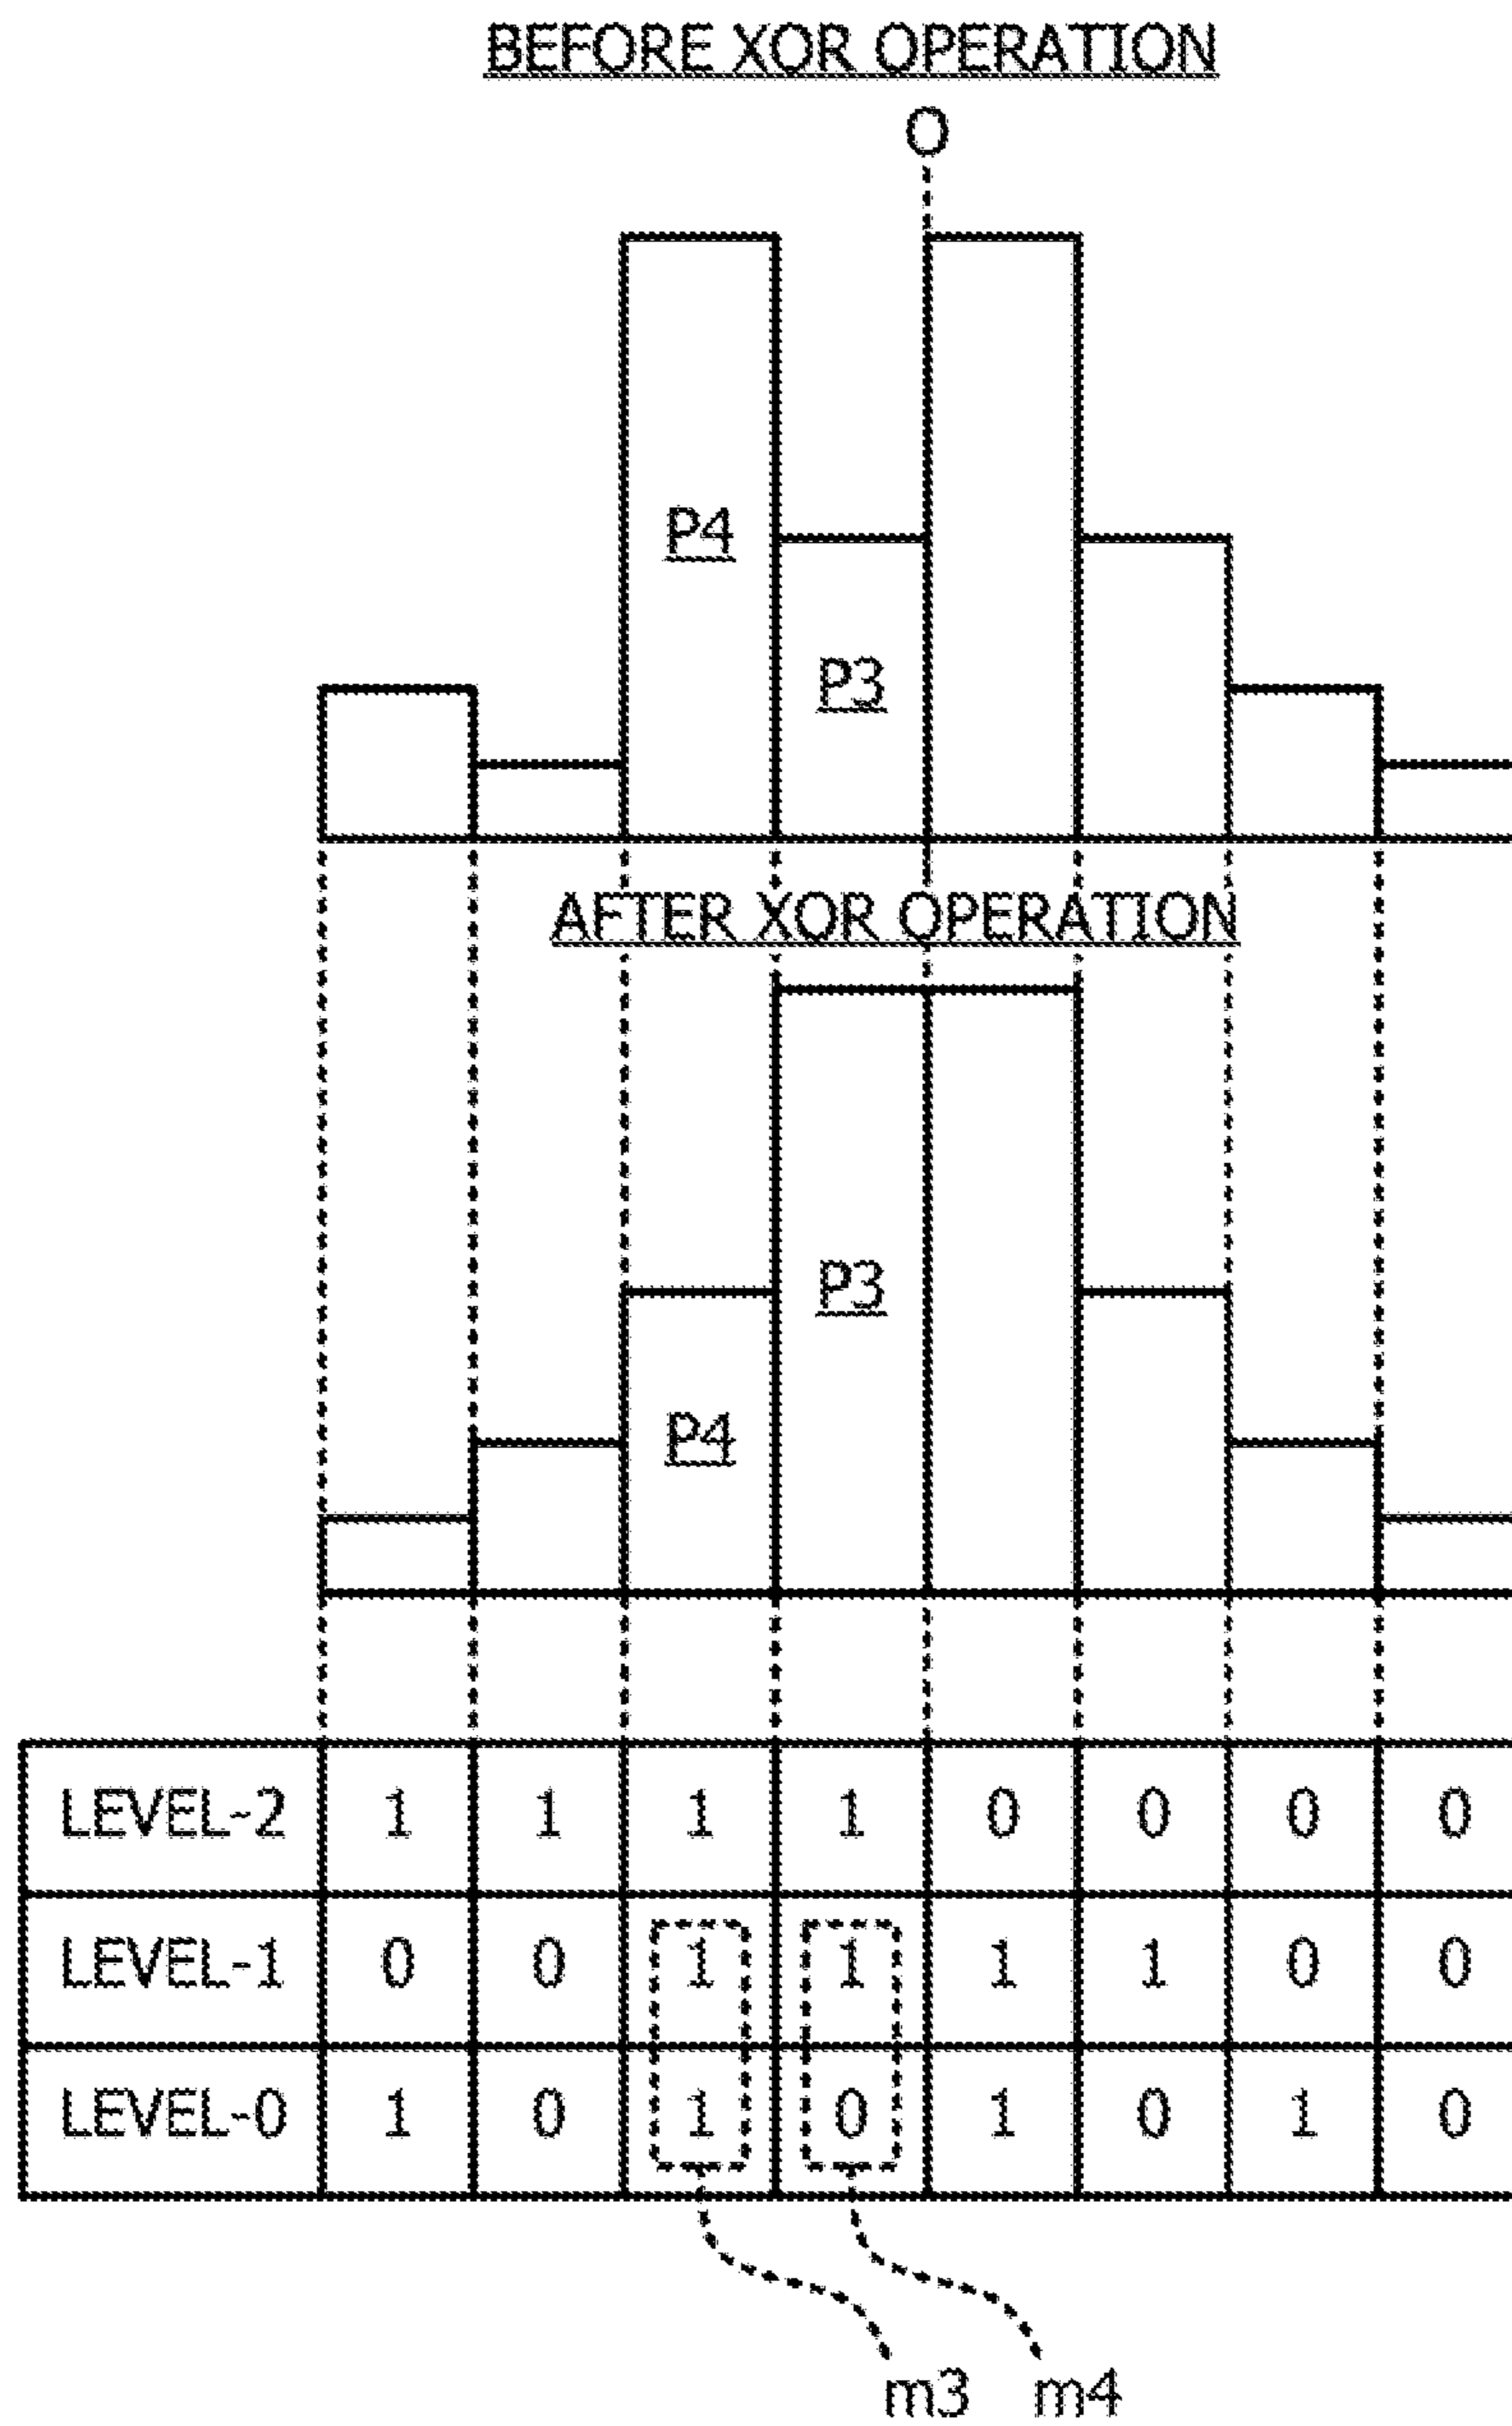 BEFORE XOR OPERATION
O
P4
P3
AFTER XOR OPERATION
P3
P4
LEVEL-2 1 1 1 1 0 0 0 0
LEVEL-1 0 0 1 1 1 1 0 0
LEVEL-0 1 0 1 0 1 0 1 0
m3 m4